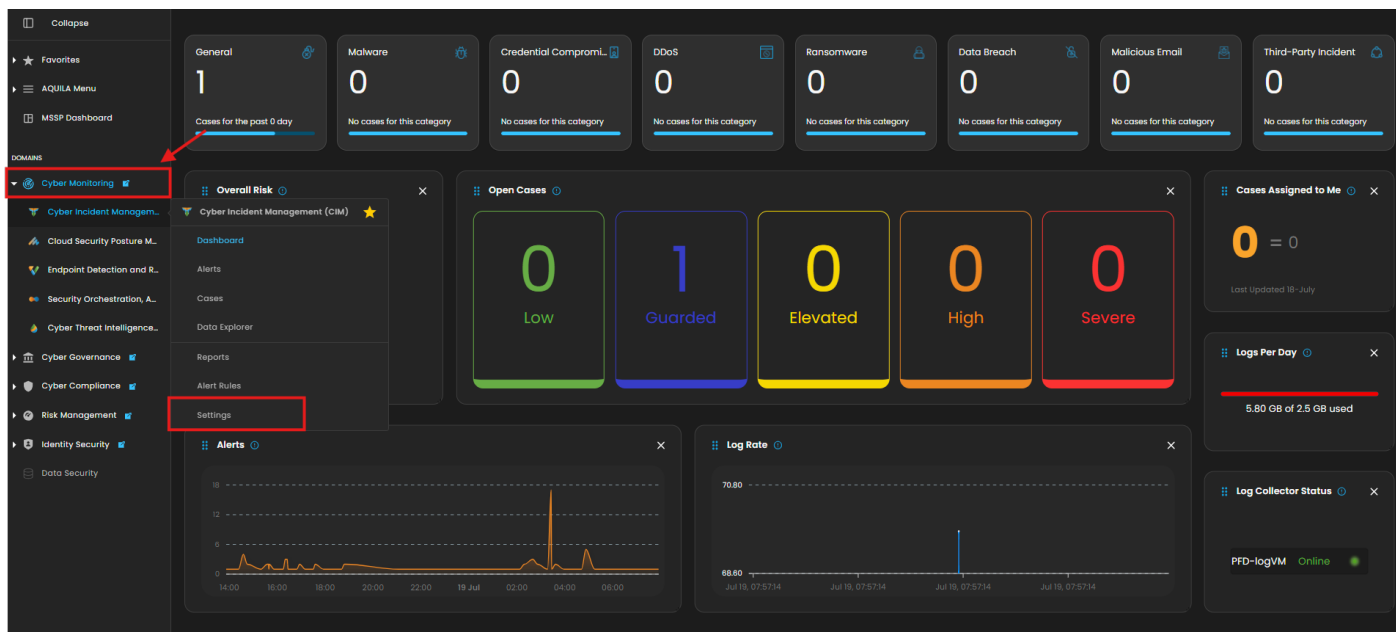 Collapse
Favorites
AQUILA Menu
MSSP Dashboard
DOMAINS
Cyber Monitoring
Cyber Incident Managem...
Cloud Security Posture M...
Endpoint Detection and R...
Security Orchestration, A...
Cyber Threat Intelligence...
Cyber Governance
Cyber Compliance
Risk Management
Identity Security
Data Security
General
1
Cases for the past 0 day
Malware
0
No cases for this category
Credential Compromi...
0
No cases for this category
DDoS
0
No cases for this category
Ransomware
0
No cases for this category
Data Breach
0
No cases for this category
Malicious Email
0
No cases for this category
Third-Party Incident
0
No cases for this category
Overall Risk
Cyber Incident Management (CIM)
Dashboard
Alerts
Cases
Data Explorer
Reports
Alert Rules
Settings
Open Cases
0
Low
1
Guarded
0
Elevated
0
High
0
Severe
Cases Assigned to Me
0 = 0
Last Updated 18-July
Logs Per Day
5.80 GB of 2.5 GB used
Alerts
18
12
6
0
14:00 16:00 18:00 20:00 22:00 19 Jul 02:00 04:00 06:00
Log Rate
70.80
68.60
Jul 19, 07:57:14 Jul 19, 07:57:14 Jul 19, 07:57:14 Jul 19, 07:57:14
Log Collector Status
PFD-logVM Online